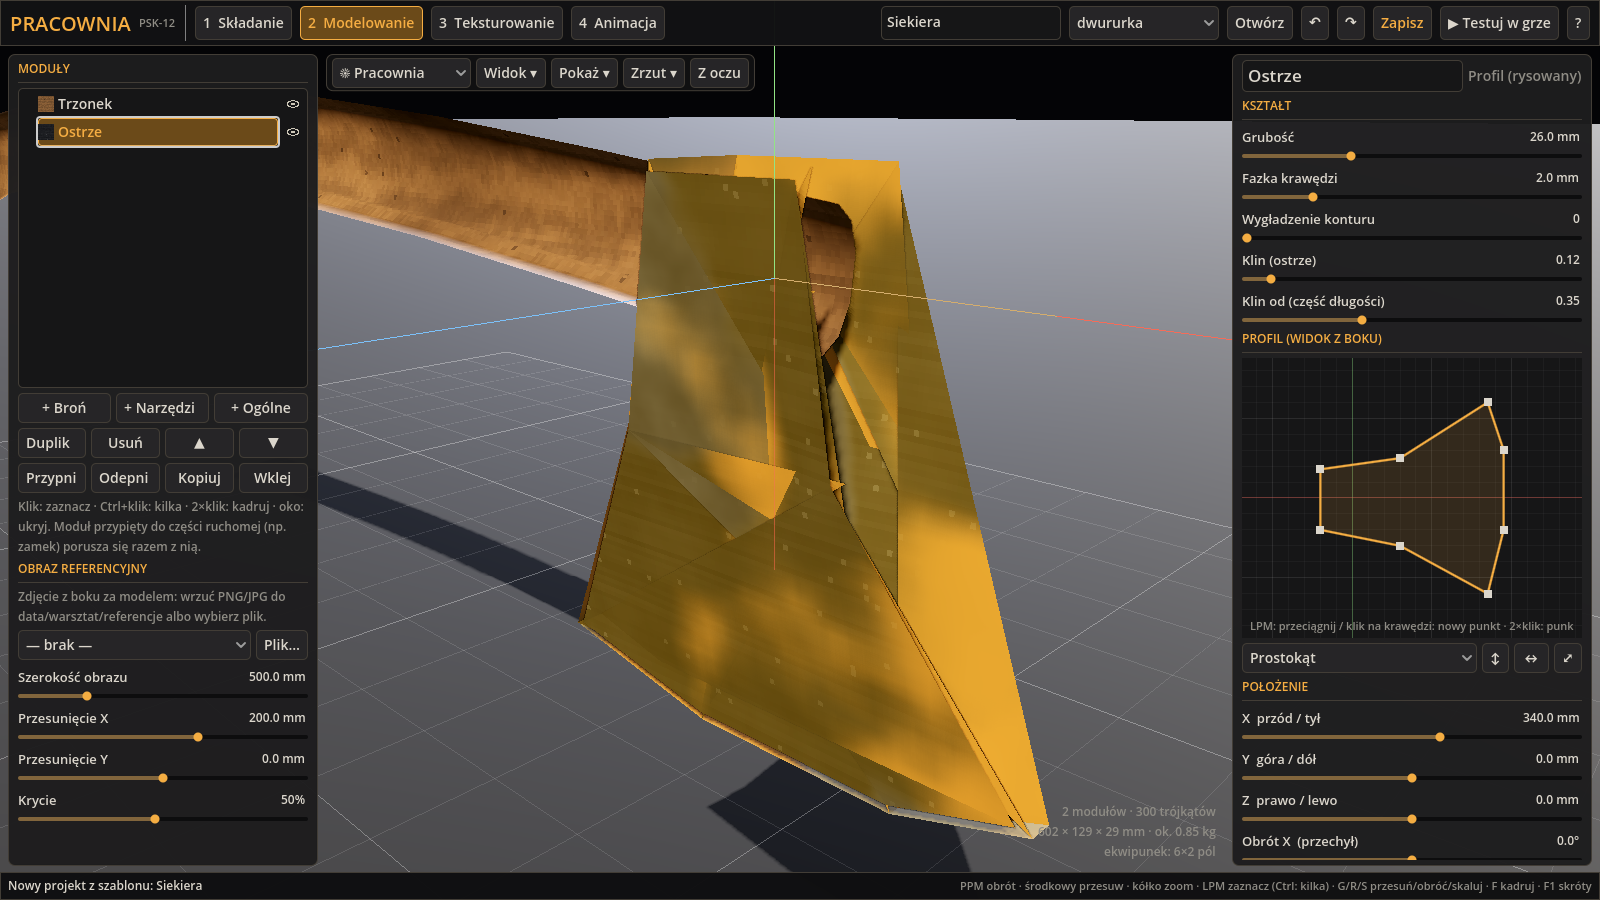 PRACOWNIA PSK-12 1 Składanie 2 Modelowanie 3 Teksturowanie 4 Animacja Siekiera dwururka Otwórz ↶ ↷ Zapisz ▶ Testuj w grze ?
MODUŁY
Trzonek
Ostrze
+ Broń + Narzędzi + Ogólne
Duplik Usuń ▲ ▼
Przypni Odepni Kopiuj Wklej
Klik: zaznacz · Ctrl+klik: kilka · 2×klik: kadruj · oko:
ukryj. Moduł przypięty do części ruchomej (np.
zamek) porusza się razem z nią.
OBRAZ REFERENCYJNY
Zdjęcie z boku za modelem: wrzuć PNG/JPG do
data/warsztat/referencje albo wybierz plik.
— brak — Plik...
Szerokość obrazu 500.0 mm
Przesunięcie X 200.0 mm
Przesunięcie Y 0.0 mm
Krycie 50%
Pracownia Widok ▾ Pokaż ▾ Zrzut ▾ Z oczu
2 modułów · 300 trójkątów
602 × 129 × 29 mm · ok. 0.85 kg
ekwipunek: 6×2 pól
Ostrze Profil (rysowany)
KSZTAŁT
Grubość 26.0 mm
Fazka krawędzi 2.0 mm
Wygładzenie konturu 0
Klin (ostrze) 0.12
Klin od (część długości) 0.35
PROFIL (WIDOK Z BOKU)
LPM: przeciągnij / klik na krawędzi: nowy punkt · 2×klik: punk
Prostokąt ↕ ↔ ⤢
POŁOŻENIE
X przód / tył 340.0 mm
Y góra / dół 0.0 mm
Z prawo / lewo 0.0 mm
Obrót X (przechył) 0.0°
Nowy projekt z szablonu: Siekiera
PPM obrót · środkowy przesuw · kółko zoom · LPM zaznacz (Ctrl: kilka) · G/R/S przesuń/obróć/skaluj · F kadruj · F1 skróty